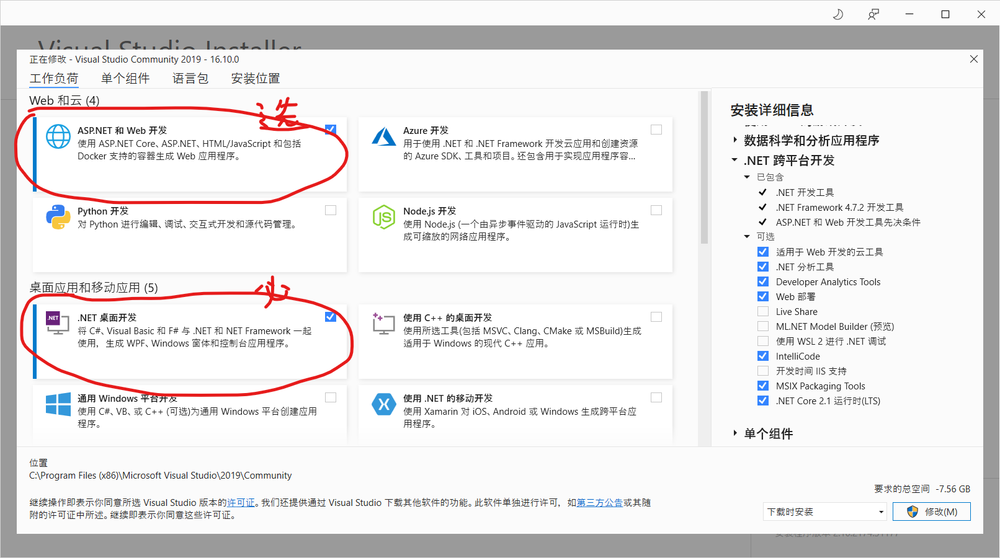 Visual Studio Installer
正在修改 - Visual Studio Community 2019 - 16.10.0
工作负荷 单个组件 语言包 安装位置
Web 和云 (4)
选
ASP.NET 和 Web 开发
使用 ASP.NET Core、ASP.NET、HTML/JavaScript 和包括
Docker 支持的容器生成 Web 应用程序。
Azure 开发
用于使用 .NET 和 .NET Framework 开发云应用和创建资源
的 Azure SDK、工具和项目。还包含用于实现应用程序容...
Python 开发
对 Python 进行编辑、调试、交互式开发和源代码管理。
Node.js 开发
使用 Node.js (一个由异步事件驱动的 JavaScript 运行时)生
成可缩放的网络应用程序。
桌面应用和移动应用 (5)
必
.NET 桌面开发
将 C#、Visual Basic 和 F# 与 .NET 和 NET Framework 一起
使用，生成 WPF、Windows 窗体和控制台应用程序。
使用 C++ 的桌面开发
使用所选工具(包括 MSVC、Clang、CMake 或 MSBuild)生成
适用于 Windows 的现代 C++ 应用。
通用 Windows 平台开发
使用 C#、VB、或 C++ (可选)为通用 Windows 平台创建应用
程序。
使用 .NET 的移动开发
使用 Xamarin 对 iOS、Android 或 Windows 生成跨平台应
用程序。
安装详细信息
数据科学和分析应用程序
.NET 跨平台开发
已包含
.NET 开发工具
.NET Framework 4.7.2 开发工具
ASP.NET 和 Web 开发工具先决条件
可选
适用于 Web 开发的云工具
.NET 分析工具
Developer Analytics Tools
Web 部署
Live Share
ML.NET Model Builder (预览)
使用 WSL 2 进行 .NET 调试
IntelliCode
开发时间 IIS 支持
MSIX Packaging Tools
.NET Core 2.1 运行时(LTS)
单个组件
位置
C:\Program Files (x86)\Microsoft Visual Studio\2019\Community
继续操作即表示你同意所选 Visual Studio 版本的许可证。我们还提供通过 Visual Studio 下载其他软件的功能。此软件单独进行许可，如第三方公告或其随
附的许可证中所述。继续即表示你同意这些许可证。
要求的总空间 -7.56 GB
下载时安装
修改(M)